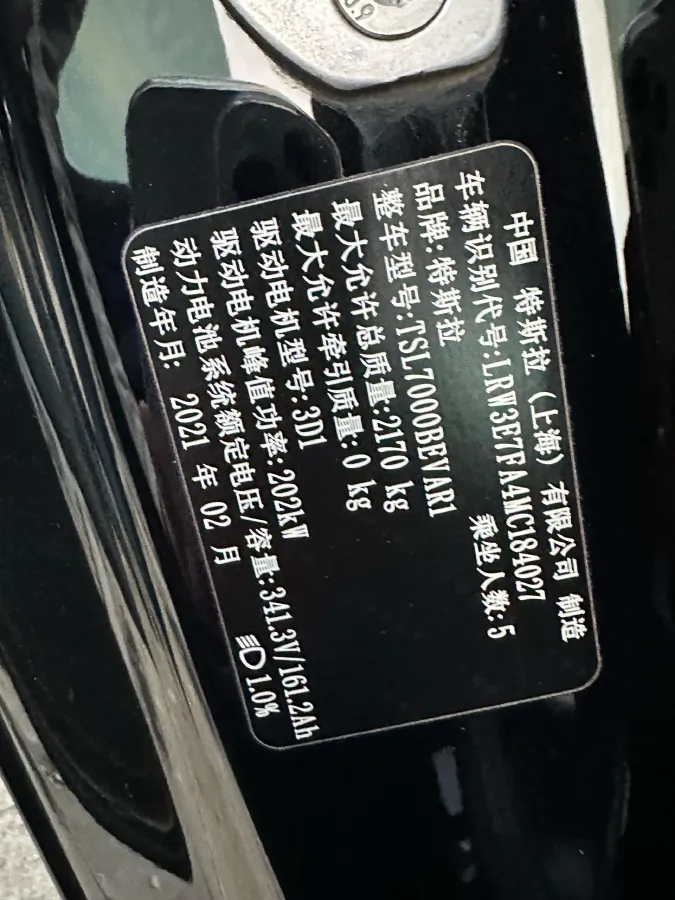 中国 特斯拉（上海）有限公司 制造
车辆识别代号:LRW3E7FA4MC184027
品牌:特斯拉 乘坐人数:5
整车型号:TSL7000BEVAR1
最大允许总质量:2170 kg
最大允许牵引质量:0 kg
驱动电机型号:3D1
驱动电机峰值功率:202kW
动力电池系统额定电压/容量:341.3V/161.2Ah
制造年月: 2021 年 02 月 1.0%